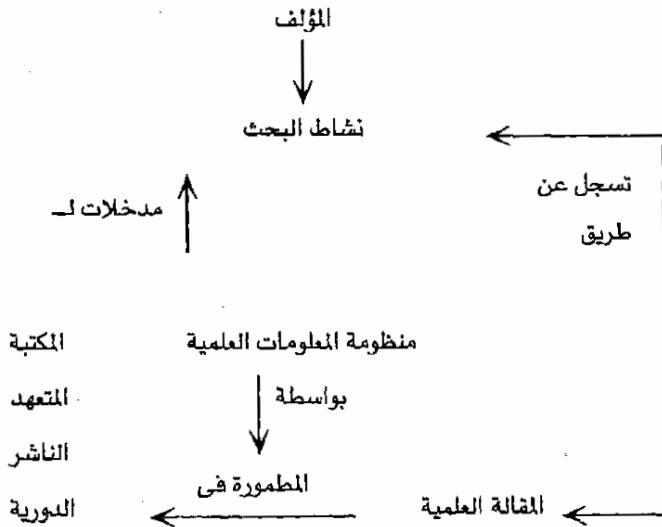 المؤلف
نشاط البحث
تسجل عن
طريق
مدخلات لـ
منظومة المعلومات العلمية
المكتبة
بواسطة
المتعهد
الناشر
المطمورة فى
المقالة العلمية
الدورية